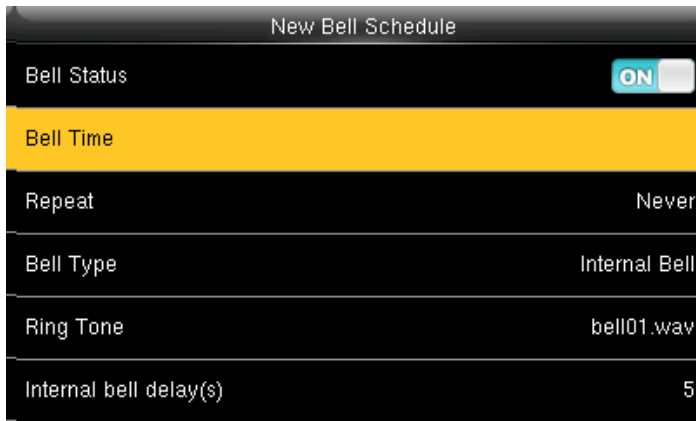 New Bell Schedule
Bell Status ON
Bell Time
Repeat Never
Bell Type Internal Bell
Ring Tone bell01.wav
Internal bell delay(s) 5